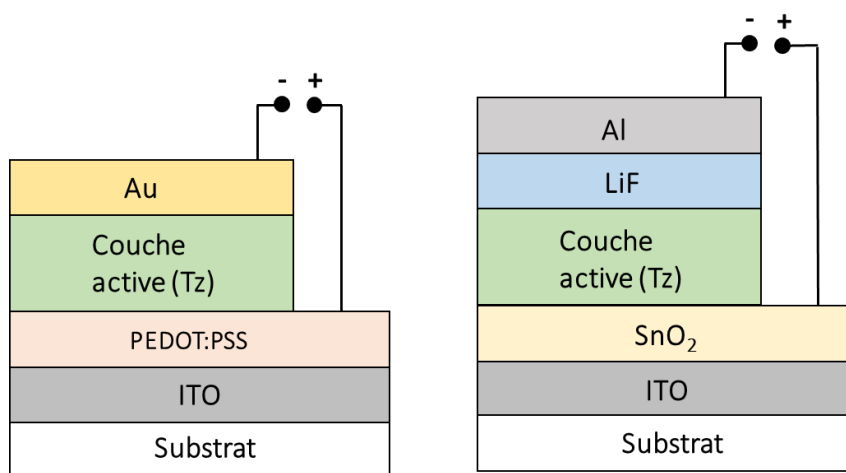 - +
Au
Couche
active (Tz)
PEDOT:PSS
ITO
Substrat
- +
Al
LiF
Couche
active (Tz)
SnO₂
ITO
Substrat